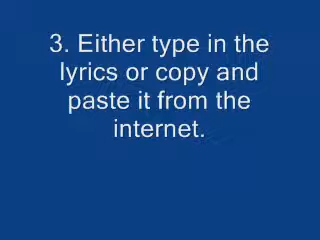 3. Either type in the
lyrics or copy and
paste it from the
internet.